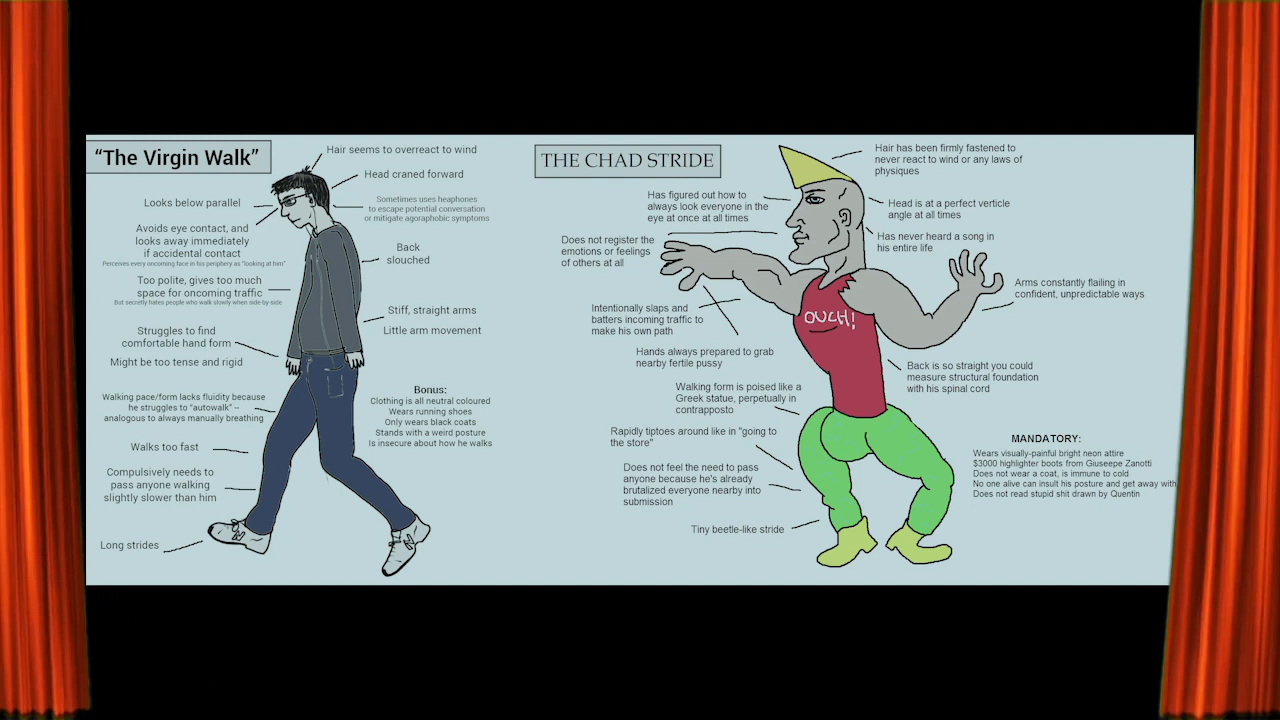 “The Virgin Walk”
Hair seems to overreact to wind
Head craned forward
Looks below parallel
Sometimes uses heaphones
to escape potential conversation
or mitigate agoraphobic symptoms
Avoids eye contact, and
looks away immediately
if accidental contact
Perceives every oncoming face in his periphery as "looking at him"
Back
slouched
Too polite, gives too much
space for oncoming traffic
But secretly hates people who walk slowly when side-by-side
Stiff, straight arms
Little arm movement
Struggles to find
comfortable hand form
Might be too tense and rigid
Walking pace/form lacks fluidity because
he struggles to “autowalk” –
analogous to always manually breathing
Bonus:
Clothing is all neutral coloured
Wears running shoes
Only wears black coats
Stands with a weird posture
Is insecure about how he walks
Walks too fast
Compulsively needs to
pass anyone walking
slightly slower than him
Long strides
THE CHAD STRIDE
Hair has been firmly fastened to
never react to wind or any laws of
physiques
Has figured out how to
always look everyone in the
eye at once at all times
Head is at a perfect verticle
angle at all times
Does not register the
emotions or feelings
of others at all
Has never heard a song in
his entire life
Arms constantly flailing in
confident, unpredictable ways
OUCH!
Intentionally slaps and
batters incoming traffic to
make his own path
Hands always prepared to grab
nearby fertile pussy
Back is so straight you could
measure structural foundation
with his spinal cord
Walking form is poised like a
Greek statue, perpetually in
contrapposto
Rapidly tiptoes around like in "going to
the store"
Does not feel the need to pass
anyone because he's already
brutalized everyone nearby into
submission
Tiny beetle-like stride
MANDATORY:
Wears visually-painful bright neon attire
$3000 highlighter boots from Giuseepe Zanotti
Does not wear a coat, is immune to cold
No one alive can insult his posture and get away with
Does not read stupid shit drawn by Quentin